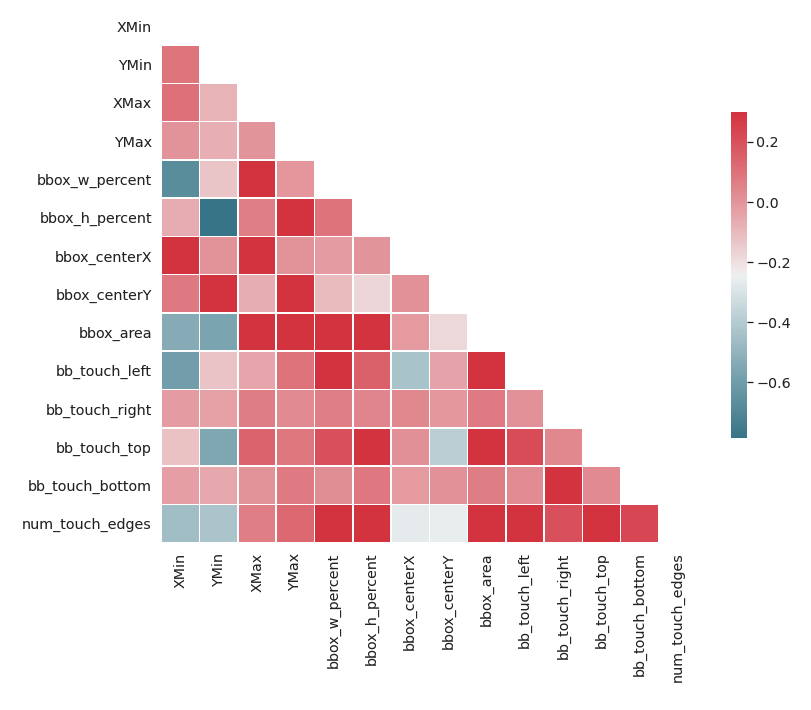 XMin
YMin
XMax
YMax
bbox_w_percent
bbox_h_percent
bbox_centerX
bbox_centerY
bbox_area
bb_touch_left
bb_touch_right
bb_touch_top
bb_touch_bottom
num_touch_edges
XMin
YMin
XMax
YMax
bbox_w_percent
bbox_h_percent
bbox_centerX
bbox_centerY
bbox_area
bb_touch_left
bb_touch_right
bb_touch_top
bb_touch_bottom
num_touch_edges
0.2
0.0
−0.2
−0.4
−0.6